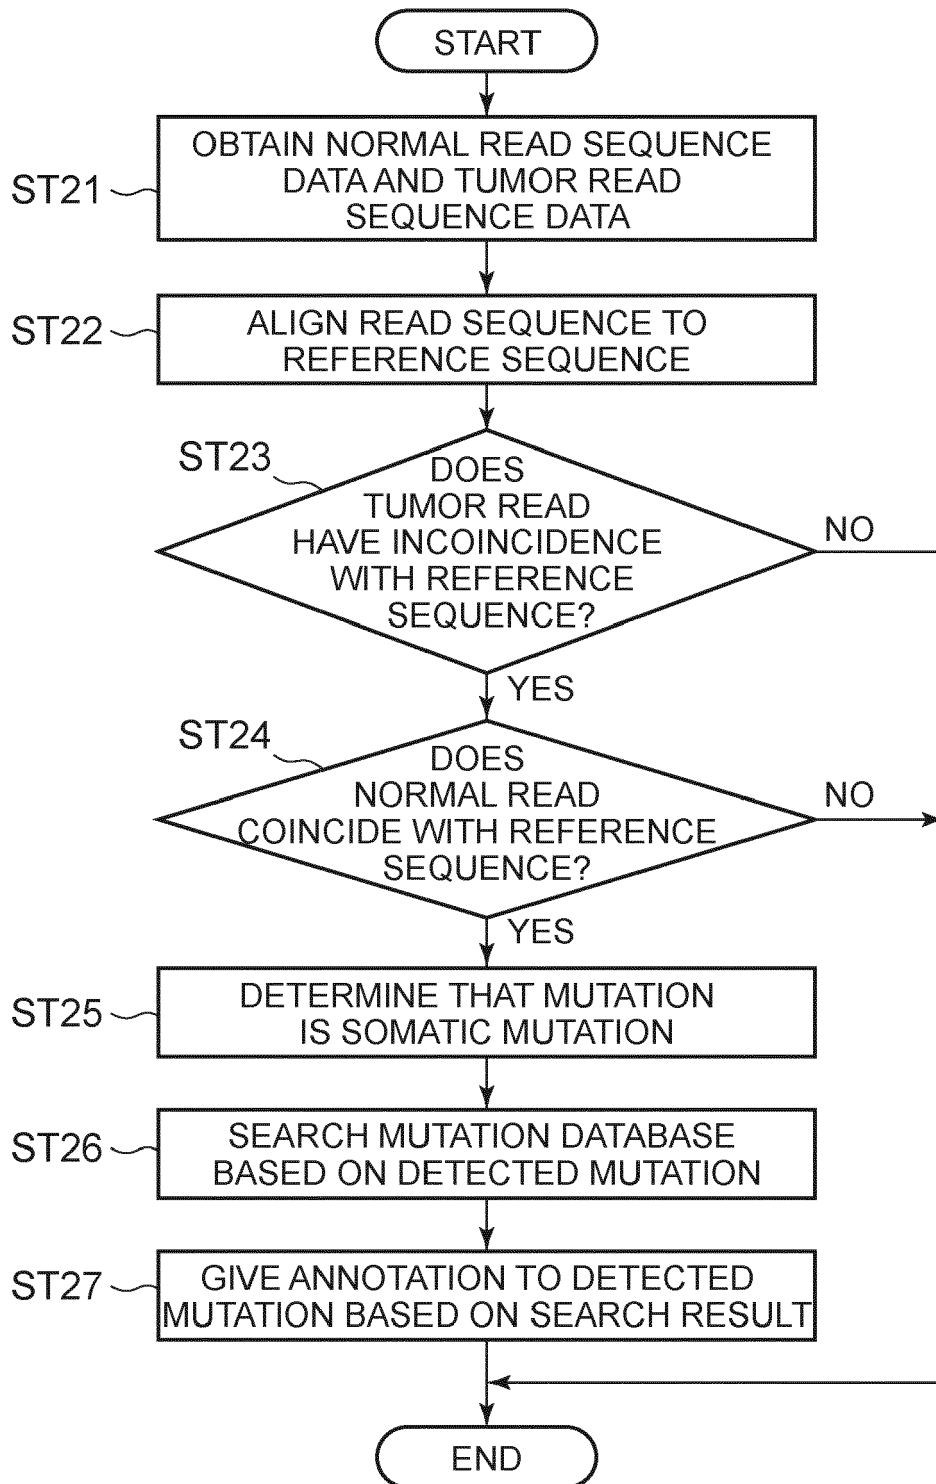 START
ST21
OBTAIN NORMAL READ SEQUENCE
DATA AND TUMOR READ
SEQUENCE DATA
ST22
ALIGN READ SEQUENCE TO
REFERENCE SEQUENCE
ST23
DOES
TUMOR READ
HAVE INCOINCIDENCE
WITH REFERENCE
SEQUENCE?
NO
YES
ST24
DOES
NORMAL READ
COINCIDE WITH REFERENCE
SEQUENCE?
NO
YES
ST25
DETERMINE THAT MUTATION
IS SOMATIC MUTATION
ST26
SEARCH MUTATION DATABASE
BASED ON DETECTED MUTATION
ST27
GIVE ANNOTATION TO DETECTED
MUTATION BASED ON SEARCH RESULT
END